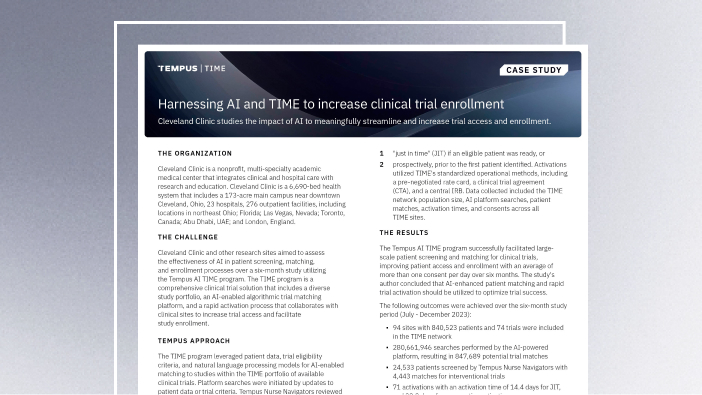 TEMPUS | TIME
CASE STUDY
Harnessing AI and TIME to increase clinical trial enrollment
Cleveland Clinic studies the impact of AI to meaningfully streamline and increase trial access and enrollment.
THE ORGANIZATION
Cleveland Clinic is a nonprofit, multi-specialty academic
medical center that integrates clinical and hospital care with
research and education. Cleveland Clinic is a 6,690-bed health
system that includes a 173-acre main campus near downtown
Cleveland, Ohio, 23 hospitals, 276 outpatient facilities, including
locations in northeast Ohio; Florida; Las Vegas, Nevada; Toronto,
Canada; Abu Dhabi, UAE; and London, England.
THE CHALLENGE
Cleveland Clinic and other research sites aimed to assess
the effectiveness of AI in patient screening, matching,
and enrollment processes over a six-month study utilizing
the Tempus AI TIME program. The TIME program is a
comprehensive clinical trial solution that includes a diverse
study portfolio, an AI-enabled algorithmic trial matching
platform, and a rapid activation process that collaborates with
clinical sites to increase trial access and facilitate
study enrollment.
TEMPUS APPROACH
The TIME program leveraged patient data, trial eligibility
criteria, and natural language processing models for AI-enabled
matching to studies within the TIME portfolio of available
clinical trials. Platform searches were initiated by updates to
patient data or trial criteria. Tempus Nurse Navigators reviewed
1 "just in time" (JIT) if an eligible patient was ready, or
2 prospectively, prior to the first patient identified. Activations
utilized TIME's standardized operational methods, including
a pre-negotiated rate card, a clinical trial agreement
(CTA), and a central IRB. Data collected included the TIME
network population size, AI platform searches, patient
matches, activation times, and consents across all
TIME sites.
THE RESULTS
The Tempus AI TIME program successfully facilitated large-
scale patient screening and matching for clinical trials,
improving patient access and enrollment with an average of
more than one consent per day over six months. The study's
author concluded that AI-enhanced patient matching and rapid
trial activation should be utilized to optimize trial success.
The following outcomes were achieved over the six-month study
period (July - December 2023):
• 94 sites with 840,523 patients and 74 trials were included
in the TIME network
• 280,661,946 searches performed by the AI-powered
platform, resulting in 847,689 potential trial matches
• 24,533 patients screened by Tempus Nurse Navigators with
4,443 matches for interventional trials
• 71 activations with an activation time of 14.4 days for JIT,